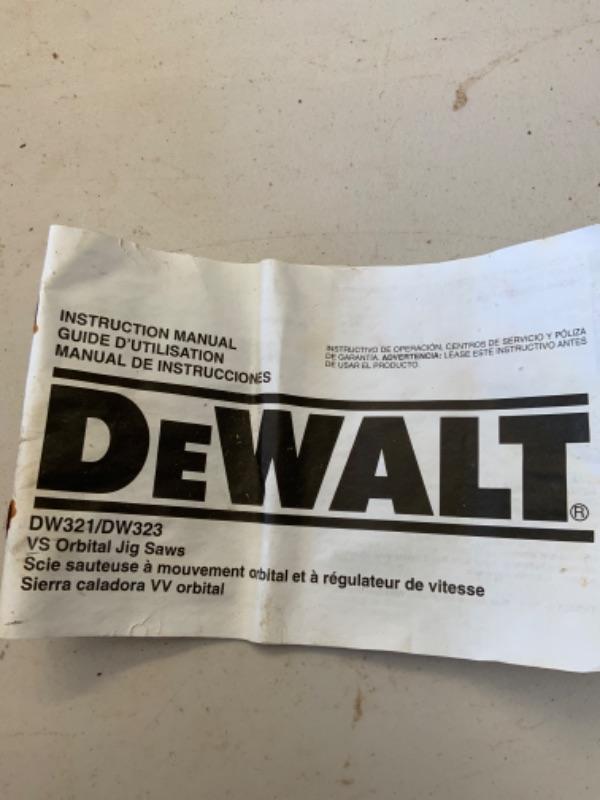 INSTRUCTION MANUAL
GUIDE D'UTILISATION
MANUAL DE INSTRUCCIONES
INSTRUCTIVO DE OPERACIÓN, CENTROS DE SERVICIO Y PÓLIZA
DE GARANTÍA. ADVERTENCIA: LEASE ESTE INSTRUCTIVO ANTES
DE USAR EL PRODUCTO.
DEWALT®
DW321/DW323
VS Orbital Jig Saws
Scie sauteuse à mouvement orbital et à régulateur de vitesse
Sierra caladora VV orbital